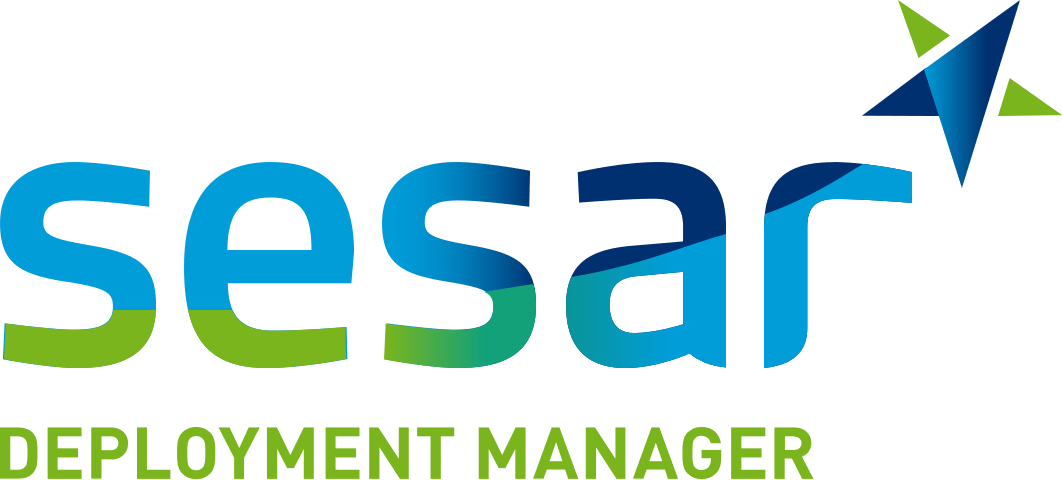 sesar
DEPLOYMENT MANAGER